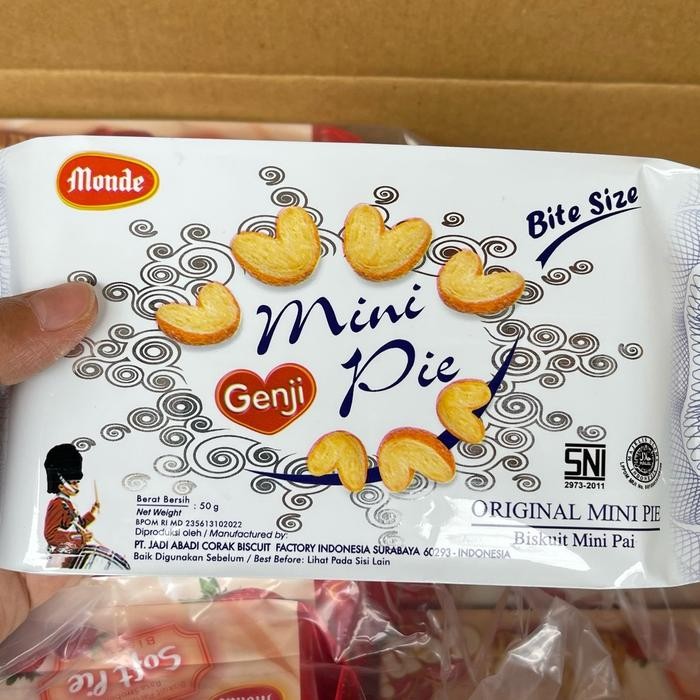 Monde
Bite Size
Mini
Pie
Genji
SNI
2973-2011
Berat Bersih : 50 g
Net Weight
BPOM RI MD 235613102022
Diproduksi oleh / Manufactured by:
PT. JADI ABADI CORAK BISCUIT FACTORY INDONESIA SURABAYA 60293 - INDONESIA
Baik Digunakan Sebelum / Best Before: Lihat Pada Sisi Lain
ORIGINAL MINI PIE
Biskuit Mini Pai
Soft Pie
Monde